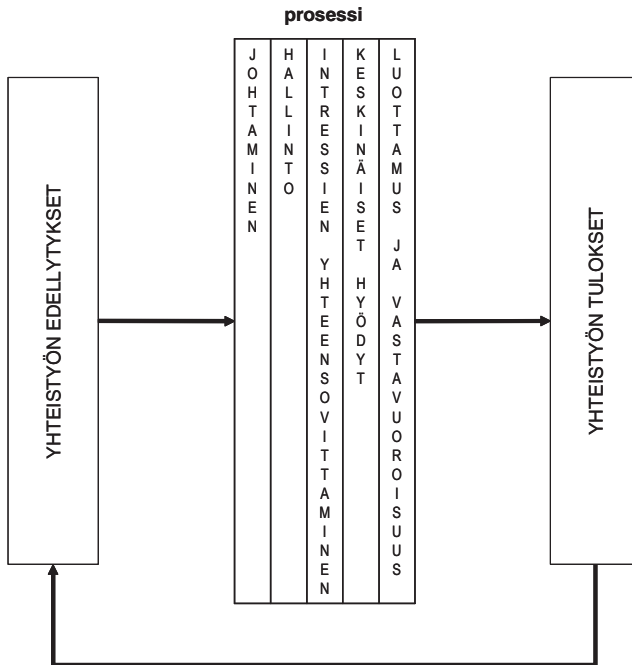 prosessi
YHTEISTYÖN EDELLYTYKSET
JOHTAMINEN
HALLINTO
INTRESSIEN YHTEENSOVITTAMINEN
KESKINÄISET HYÖDYT
LUOTTAMUS JA VASTAVUOROISUUS
YHTEISTYÖN TULOKSET